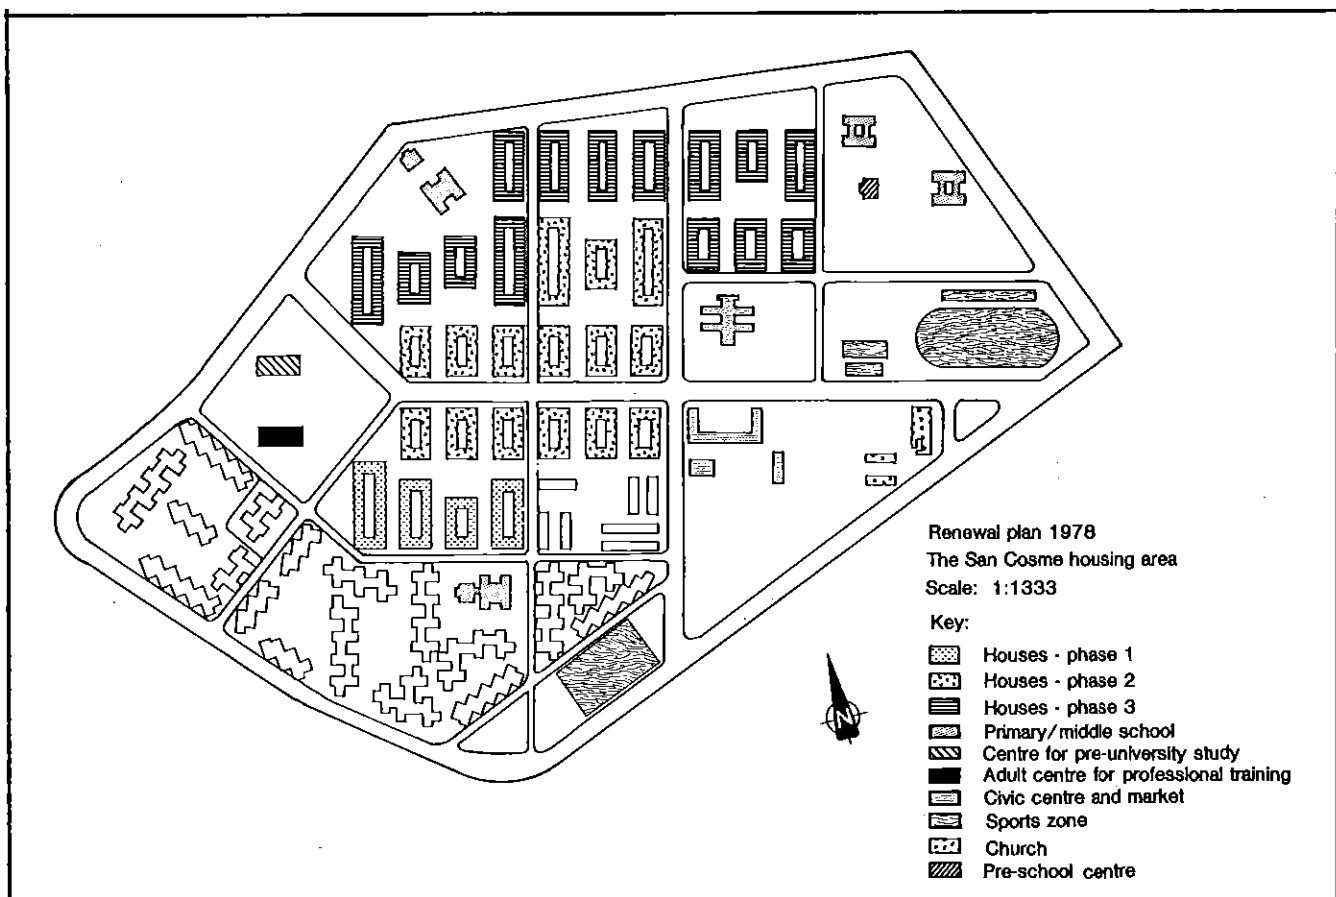 Renewal plan 1978
The San Cosme housing area
Scale: 1:1333
Key:
Houses - phase 1
Houses - phase 2
Houses - phase 3
Primary/middle school
Centre for pre-university study
Adult centre for professional training
Civic centre and market
Sports zone
Church
Pre-school centre
N